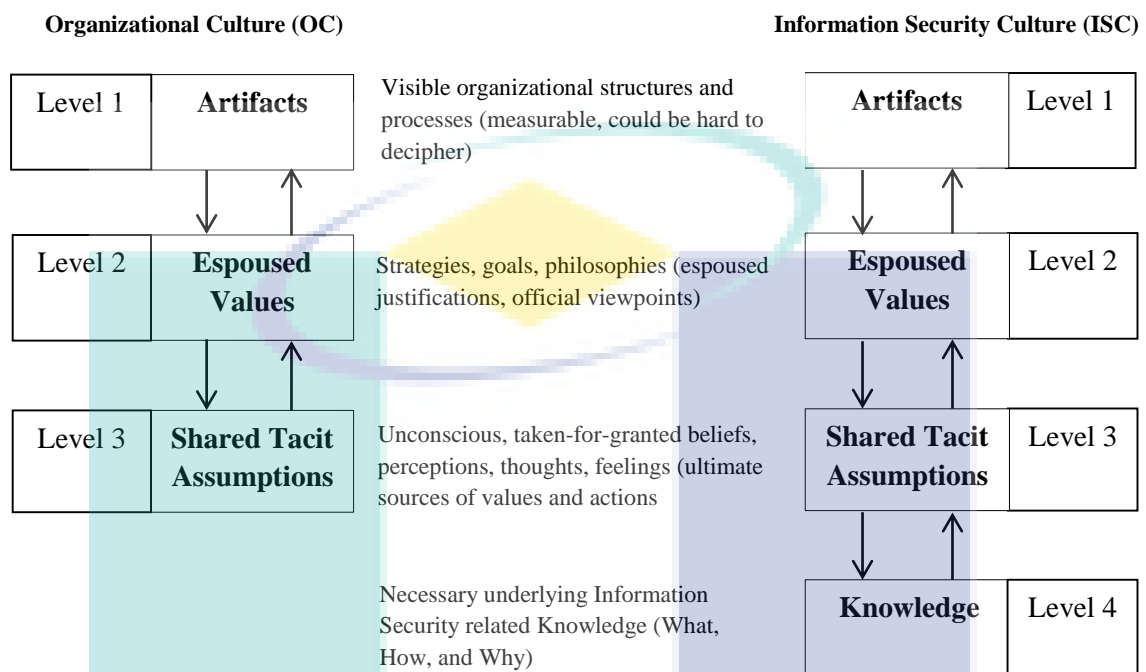 Organizational Culture (OC)
Information Security Culture (ISC)
Level 1
Artifacts
Visible organizational structures and
processes (measurable, could be hard to
decipher)
Artifacts
Level 1
Level 2
Espoused
Values
Strategies, goals, philosophies (espoused
justifications, official viewpoints)
Espoused
Values
Level 2
Level 3
Shared Tacit
Assumptions
Unconscious, taken-for-granted beliefs,
perceptions, thoughts, feelings (ultimate
sources of values and actions
Shared Tacit
Assumptions
Level 3
Necessary underlying Information
Security related Knowledge (What,
How, and Why)
Knowledge
Level 4